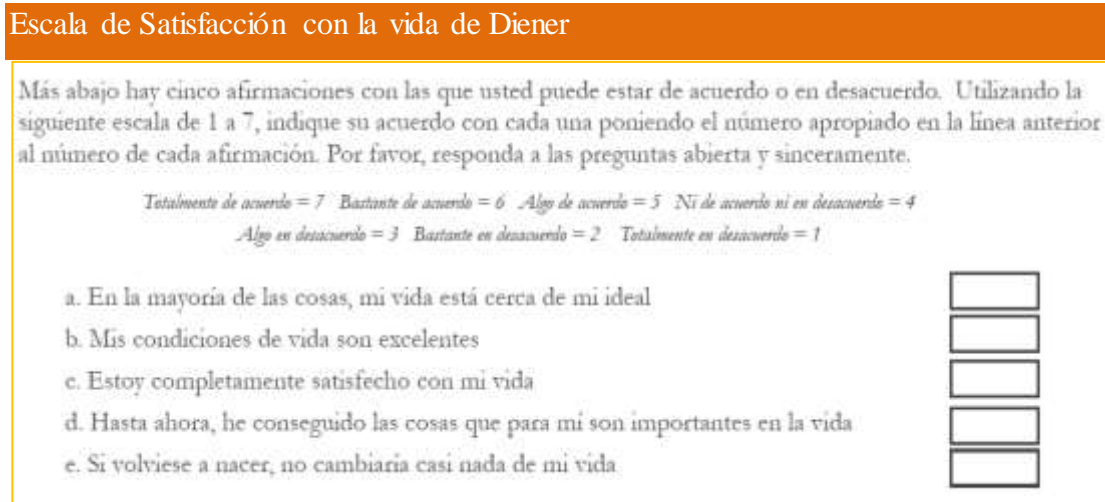 Escala de Satisfacción con la vida de Diener
Más abajo hay cinco afirmaciones con las que usted puede estar de acuerdo o en desacuerdo. Utilizando la
siguiente escala de 1 a 7, indique su acuerdo con cada una poniendo el número apropiado en la línea anterior
al número de cada afirmación. Por favor, responda a las preguntas abierta y sinceramente.
Totalmente de acuerdo = 7 Bastante de acuerdo = 6 Algo de acuerdo = 5 Ni de acuerdo ni en desacuerdo = 4
Algo en desacuerdo = 3 Bastante en desacuerdo = 2 Totalmente en desacuerdo = 1
a. En la mayoría de las cosas, mi vida está cerca de mi ideal
b. Mis condiciones de vida son excelentes
c. Estoy completamente satisfecho con mi vida
d. Hasta ahora, he conseguido las cosas que para mí son importantes en la vida
e. Si volviese a nacer, no cambiaría casi nada de mi vida